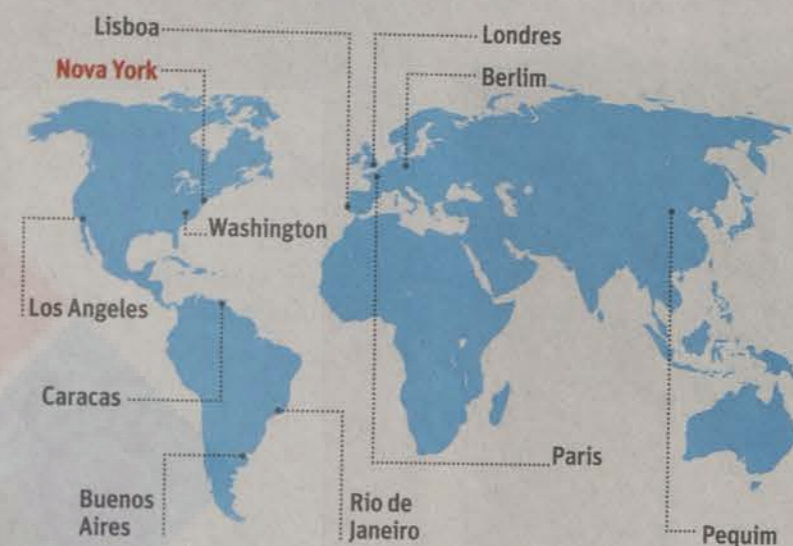 Lisboa
Londres
Nova York
Berlim
Washington
Los Angeles
Caracas
Paris
Buenos
Aires
Rio de
Janeiro
Pequim